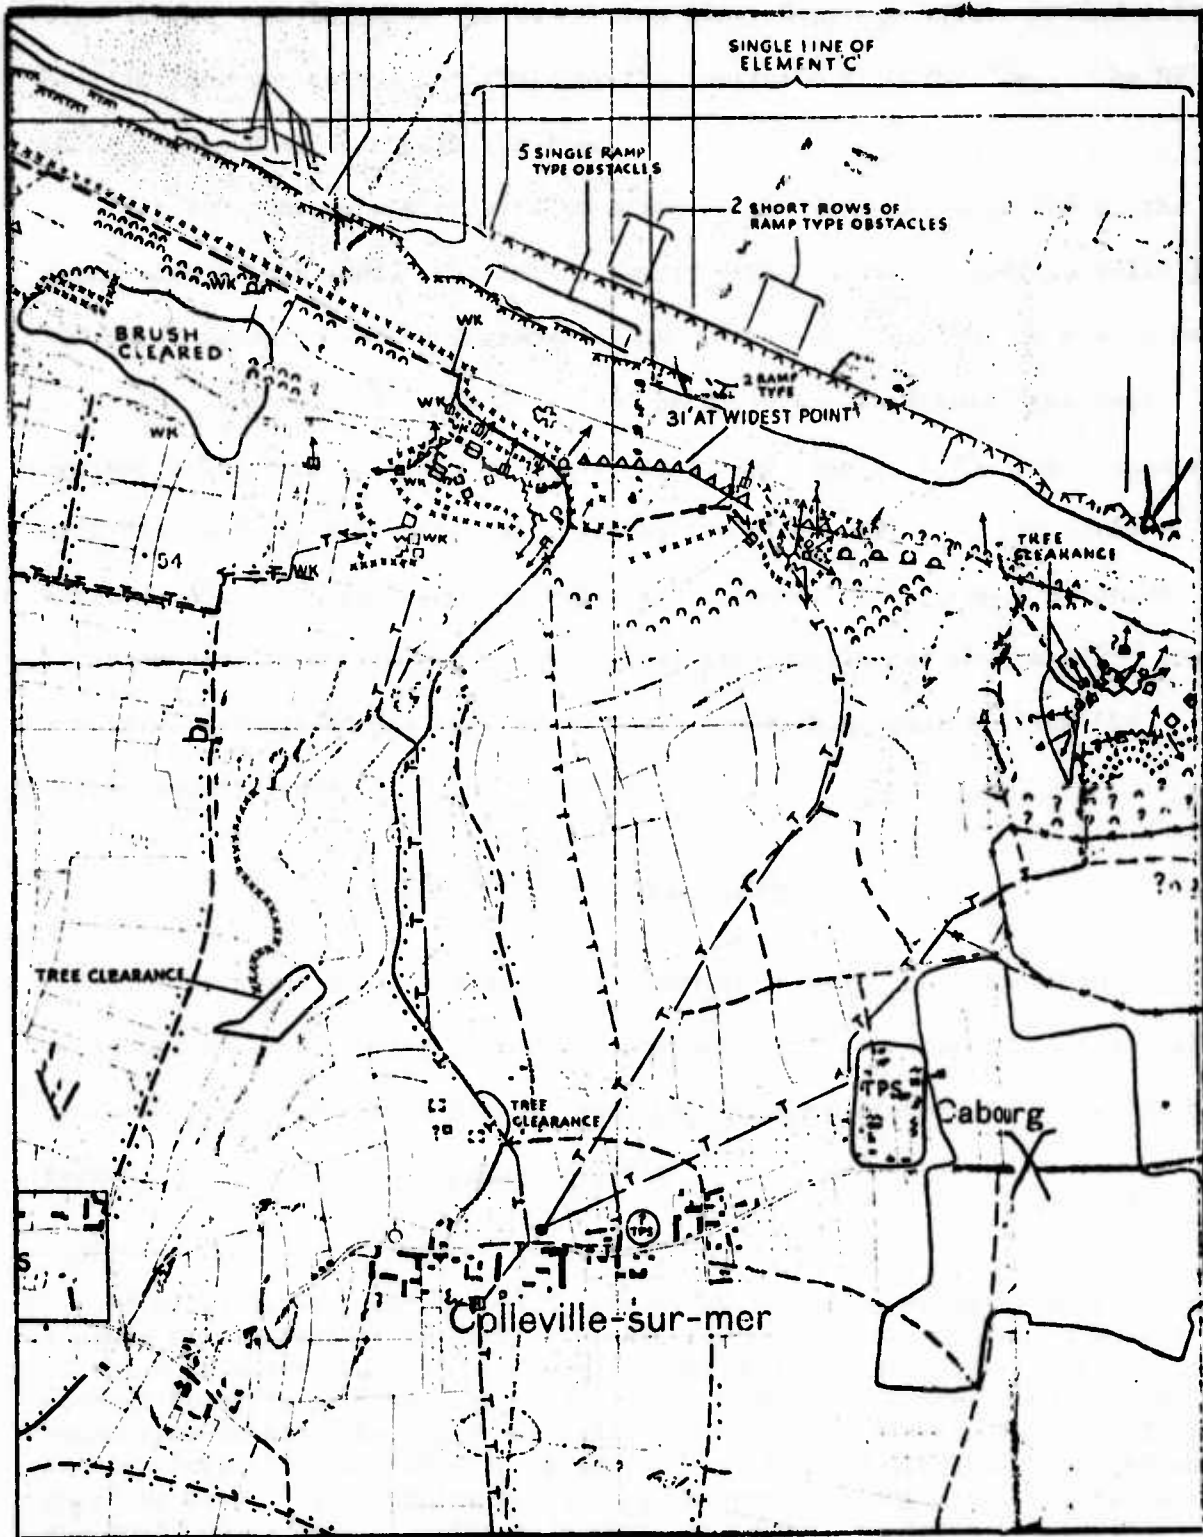 SINGLE LINE OF
ELEMENT 'C'
5 SINGLE RAMP
TYPE OBSTACLES
2 SHORT ROWS OF
RAMP TYPE OBSTACLES
WK
BRUSH
CLEARED
WK
2 RAMP
TYPE
WK
31' AT WIDEST POINT
WK
WK
WK
TREE
CLEARANCE
54
WK
?
?
?
?
TREE CLEARANCE
TPS
Cabourg
TREE
CLEARANCE
?
?
TPS
S
Colleville-sur-mer